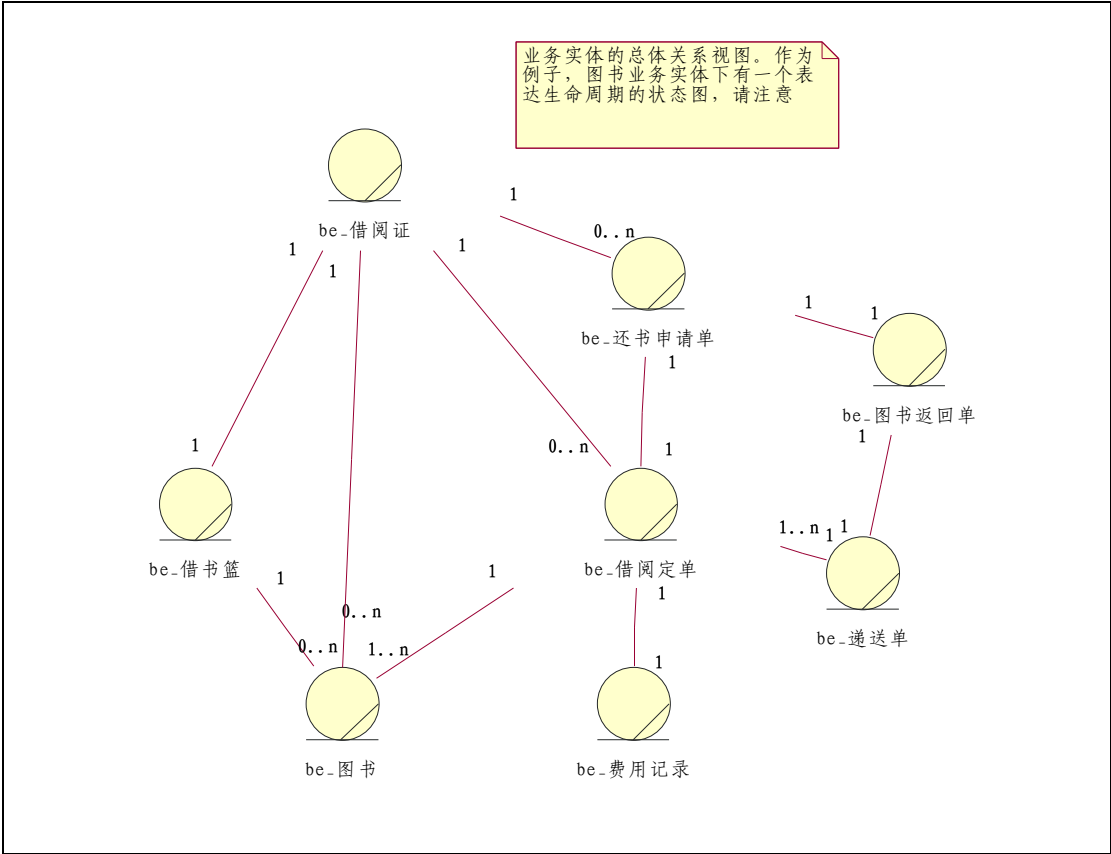 业务实体的总体关系视图。作为
例子，图书业务实体下有一个表
达生命周期的状态图，请注意
be_借阅证
1
0..n
1
1
1
be_还书申请单
1
1
1
be_图书返回单
1
1
0..n
1
1
be_借书篮
be_借阅定单
1..n
1
1
be_递送单
1
1
1
0..n
0..n
1..n
1
be_图书
be_费用记录